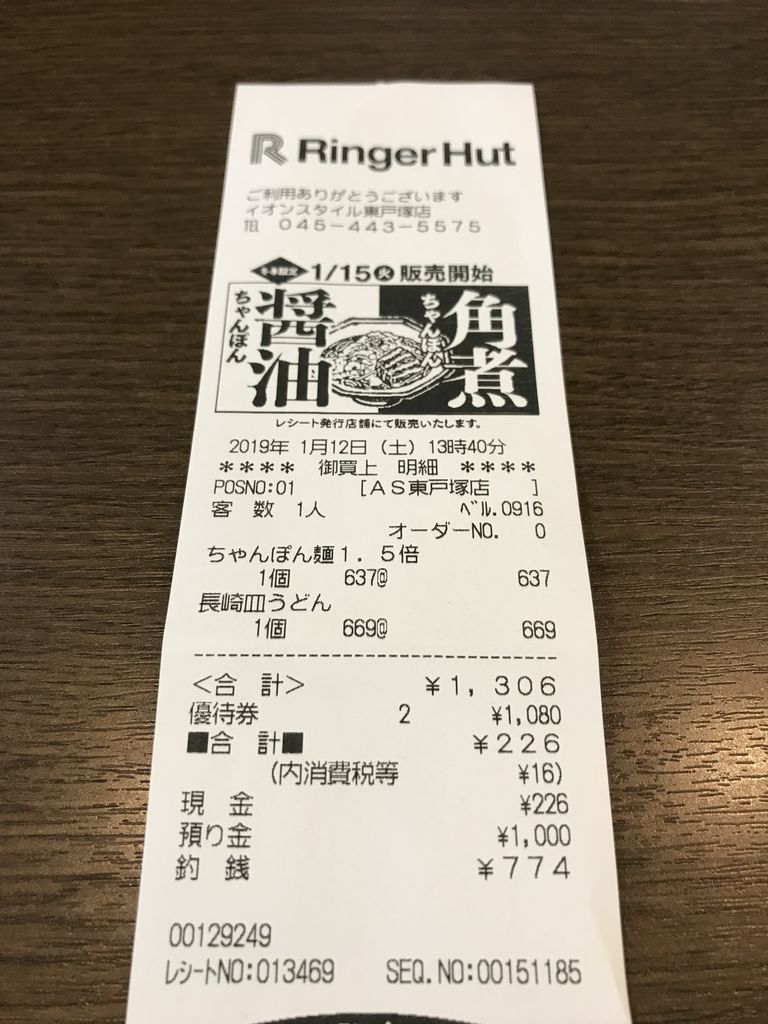 Ringer Hut
ご利用ありがとうございます
イオンスタイル東戸塚店
℡ 045-443-5575
冬季限定 1/15火 販売開始
醤油ちゃんぽん
角煮ちゃんぽん
レシート発行店舗にて販売いたします。
2019年 1月12日（土）13時40分
＊＊＊＊ 御買上 明細 ＊＊＊＊
POSNO:01 [ＡＳ東戸塚店 ]
客 数 1人 ﾍﾞﾙ.0916
オーダーNO. 0
ちゃんぽん麺１．５倍
1個 637@ 637
長崎皿うどん
1個 669@ 669
--------------------------------
＜合 計＞ ￥1,306
優待券 2 ¥1,080
■合 計■ ￥226
(内消費税等 ¥16)
現 金 ¥226
預り金 ¥1,000
釣 銭 ￥774
00129249
ﾚｼｰﾄNO:013469 SEQ.NO:00151185